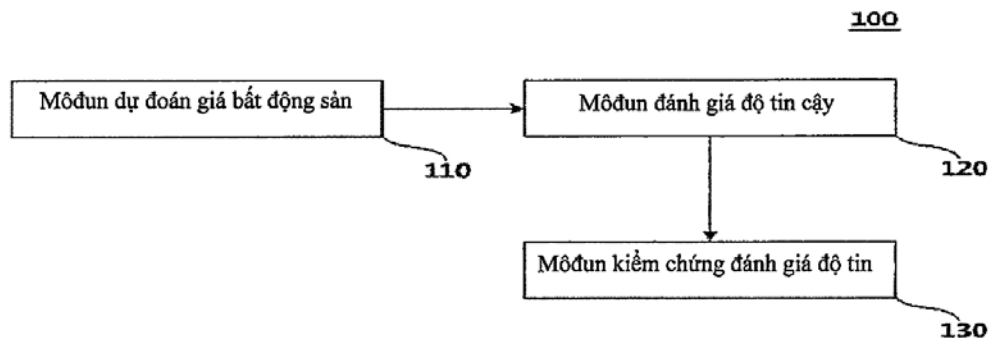 100
Môđun dự đoán giá bất động sản
Môđun đánh giá độ tin cậy
110
120
Môđun kiểm chứng đánh giá độ tin
130